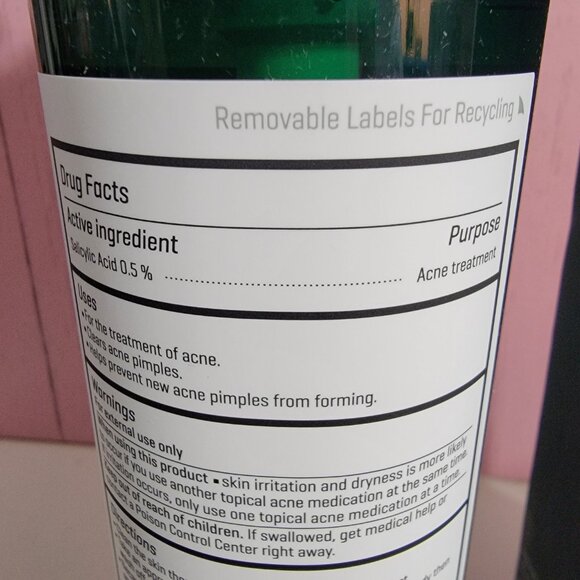 Removable Labels For Recycling
Drug Facts
Active ingredient Purpose
Salicylic Acid 0.5 % ........................................ Acne treatment
Uses
•For the treatment of acne.
•Clears acne pimples.
•Helps prevent new acne pimples from forming.
Warnings
For external use only
When using this product ▪ skin irritation and dryness is more likely
to occur if you use another topical acne medication at the same time.
If irritation occurs, only use one topical acne medication at a time.
Keep out of reach of children. If swallowed, get medical help or
contact a Poison Control Center right away.
Directions
the skin